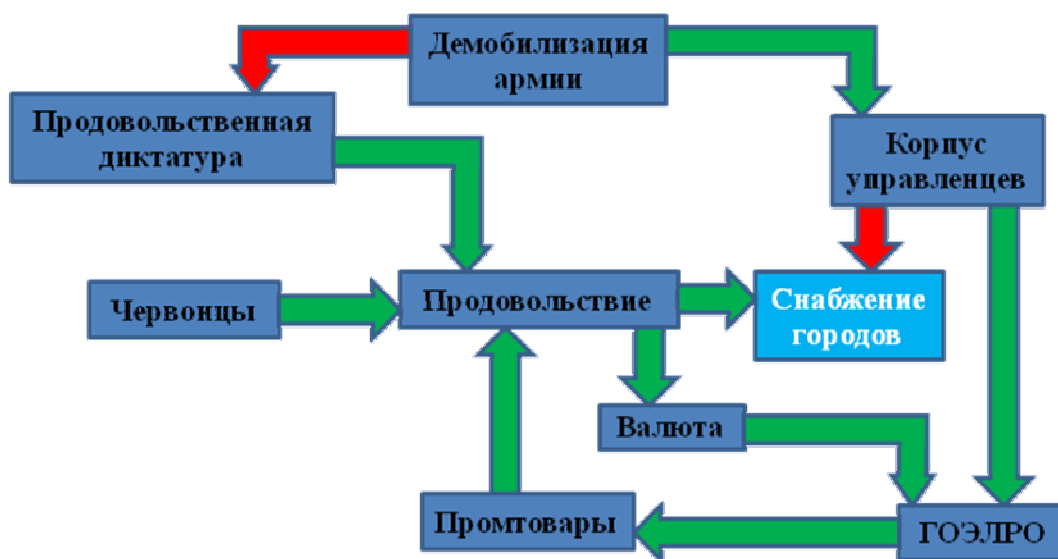 Демобилизация
армии
Продовольственная
диктатура
Корпус
управленцев
Червонцы
Продовольствие
Снабжение
городов
Валюта
Промтовары
ГОЭЛРО